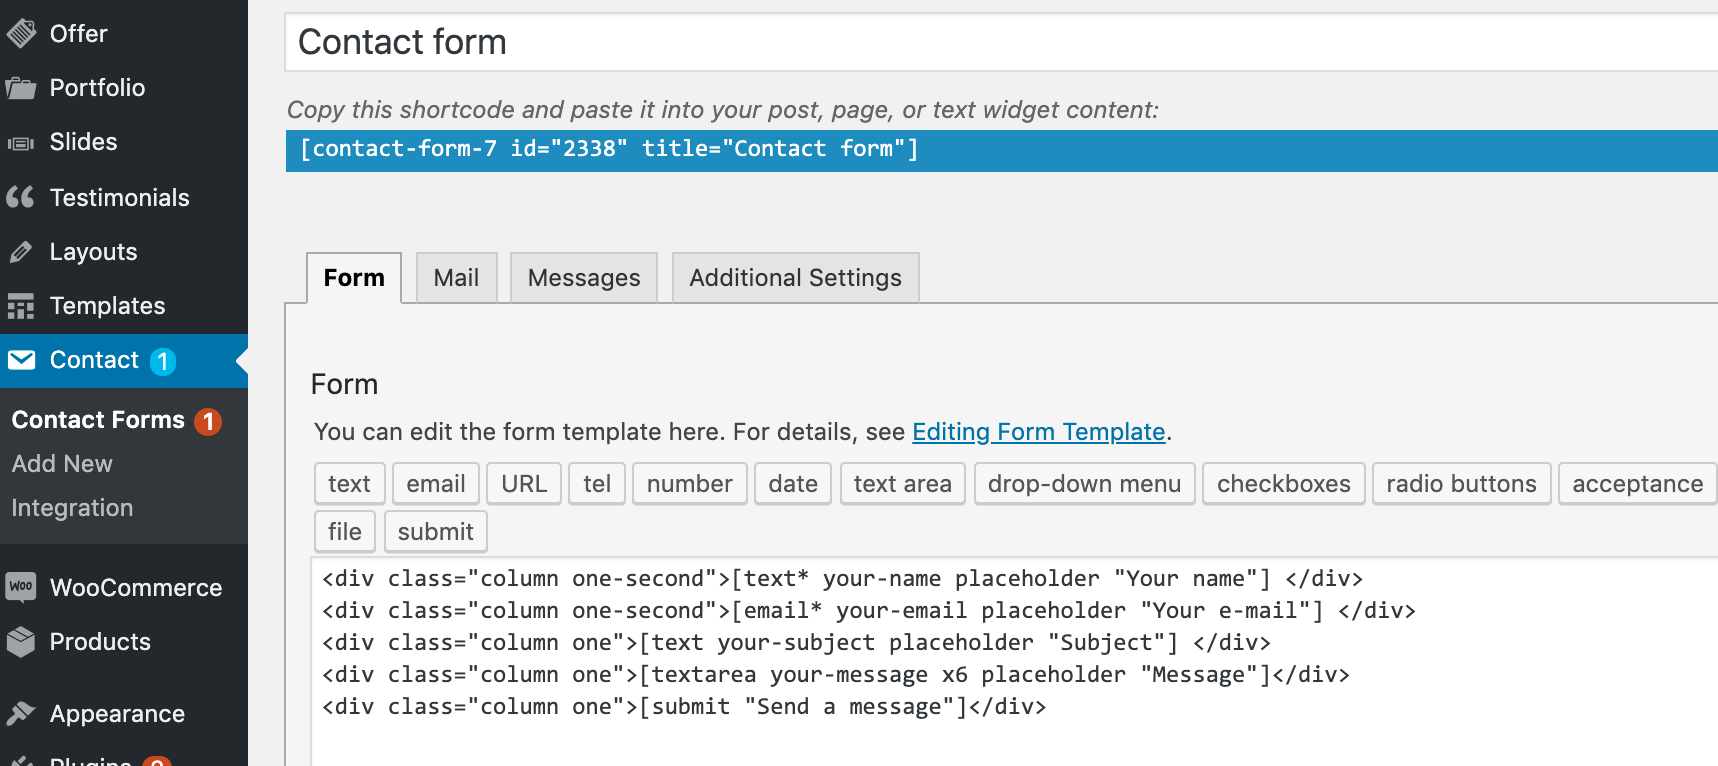 Offer
Portfolio
Slides
Testimonials
Layouts
Templates
Contact 1
Contact Forms 1
Add New
Integration
WOO WooCommerce
Products
Appearance
Plugins
Contact form
Copy this shortcode and paste it into your post, page, or text widget content:
[contact-form-7 id="2338" title="Contact form"]
Form Mail Messages Additional Settings
Form
You can edit the form template here. For details, see Editing Form Template.
text email URL tel number date text area drop-down menu checkboxes radio buttons acceptance
file submit
<div class="column one-second">[text* your-name placeholder "Your name"] </div>
<div class="column one-second">[email* your-email placeholder "Your e-mail"] </div>
<div class="column one">[text your-subject placeholder "Subject"] </div>
<div class="column one">[textarea your-message x6 placeholder "Message"]</div>
<div class="column one">[submit "Send a message"]</div>